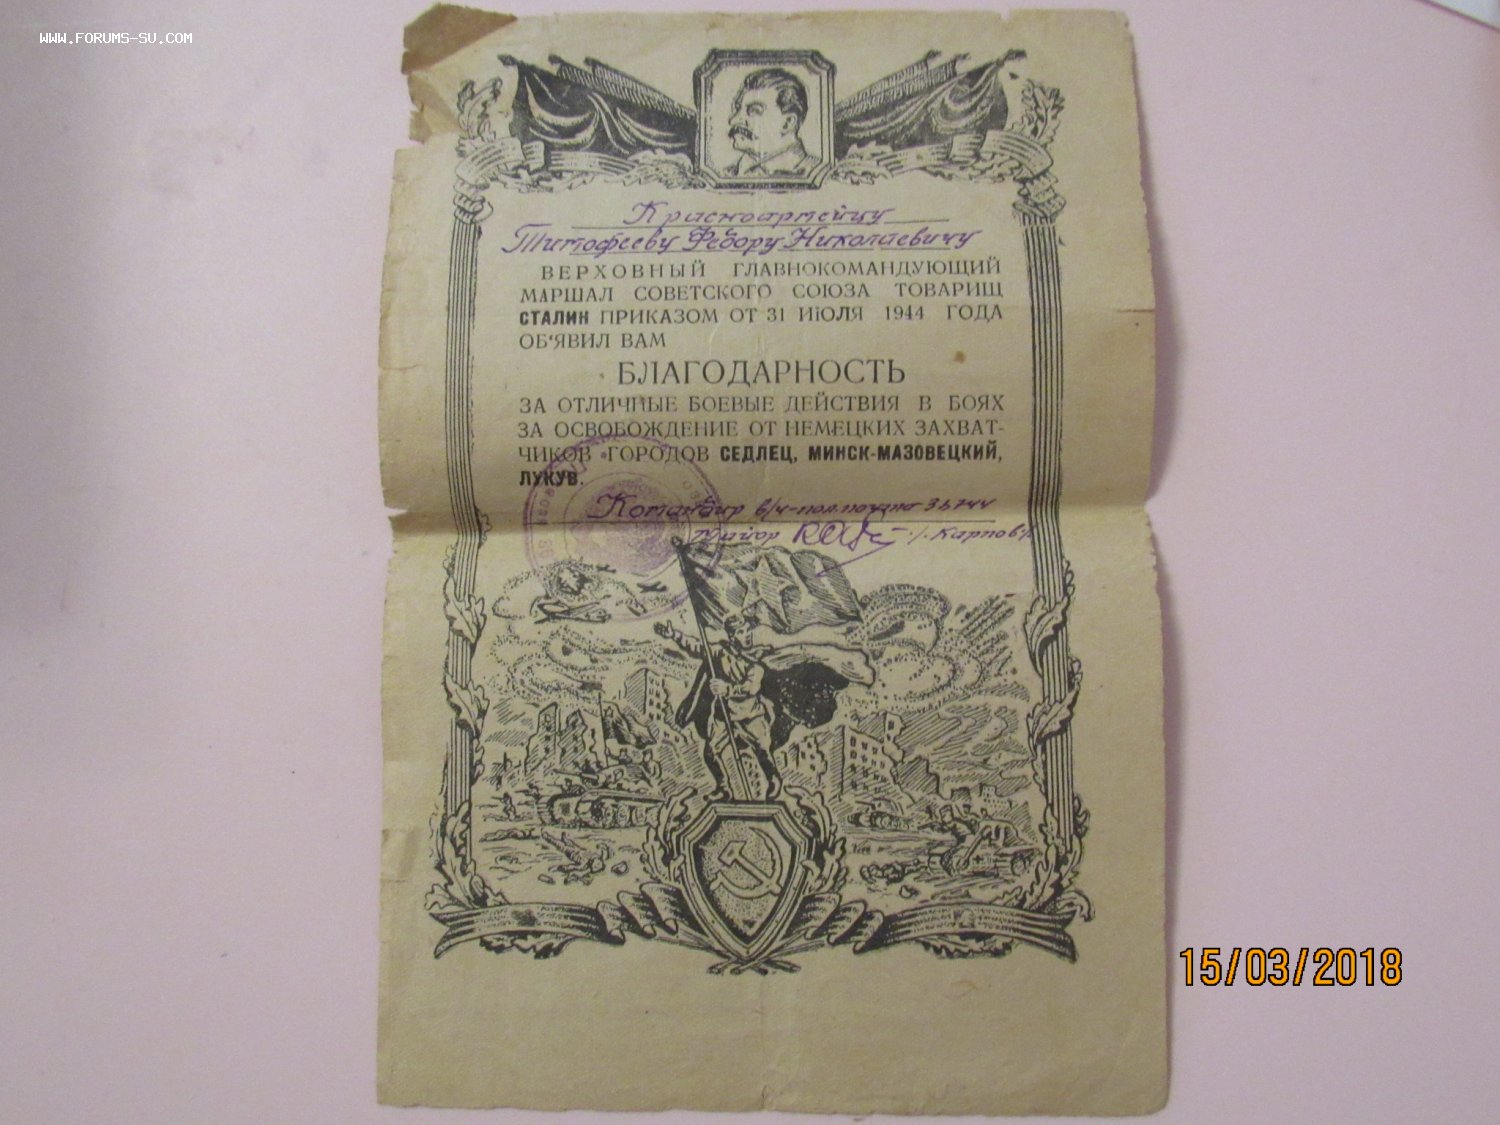 WWW.FORUMS-SU.COM
Красноармейцу
Тимофееву Федору Николаевичу
ВЕРХОВНЫЙ ГЛАВНОКОМАНДУЮЩИЙ
МАРШАЛ СОВЕТСКОГО СОЮЗА ТОВАРИЩ
СТАЛИН ПРИКАЗОМ ОТ 31 ИЮЛЯ 1944 ГОДА
ОБ'ЯВИЛ ВАМ
БЛАГОДАРНОСТЬ
ЗА ОТЛИЧНЫЕ БОЕВЫЕ ДЕЙСТВИЯ В БОЯХ
ЗА ОСВОБОЖДЕНИЕ ОТ НЕМЕЦКИХ ЗАХВАТ-
ЧИКОВ ГОРОДОВ СЕДЛЕЦ, МИНСК-МАЗОВЕЦКИЙ,
ЛУКУВ.
Командир в/ч-пол.почта
майор /Карпов/
15/03/2018